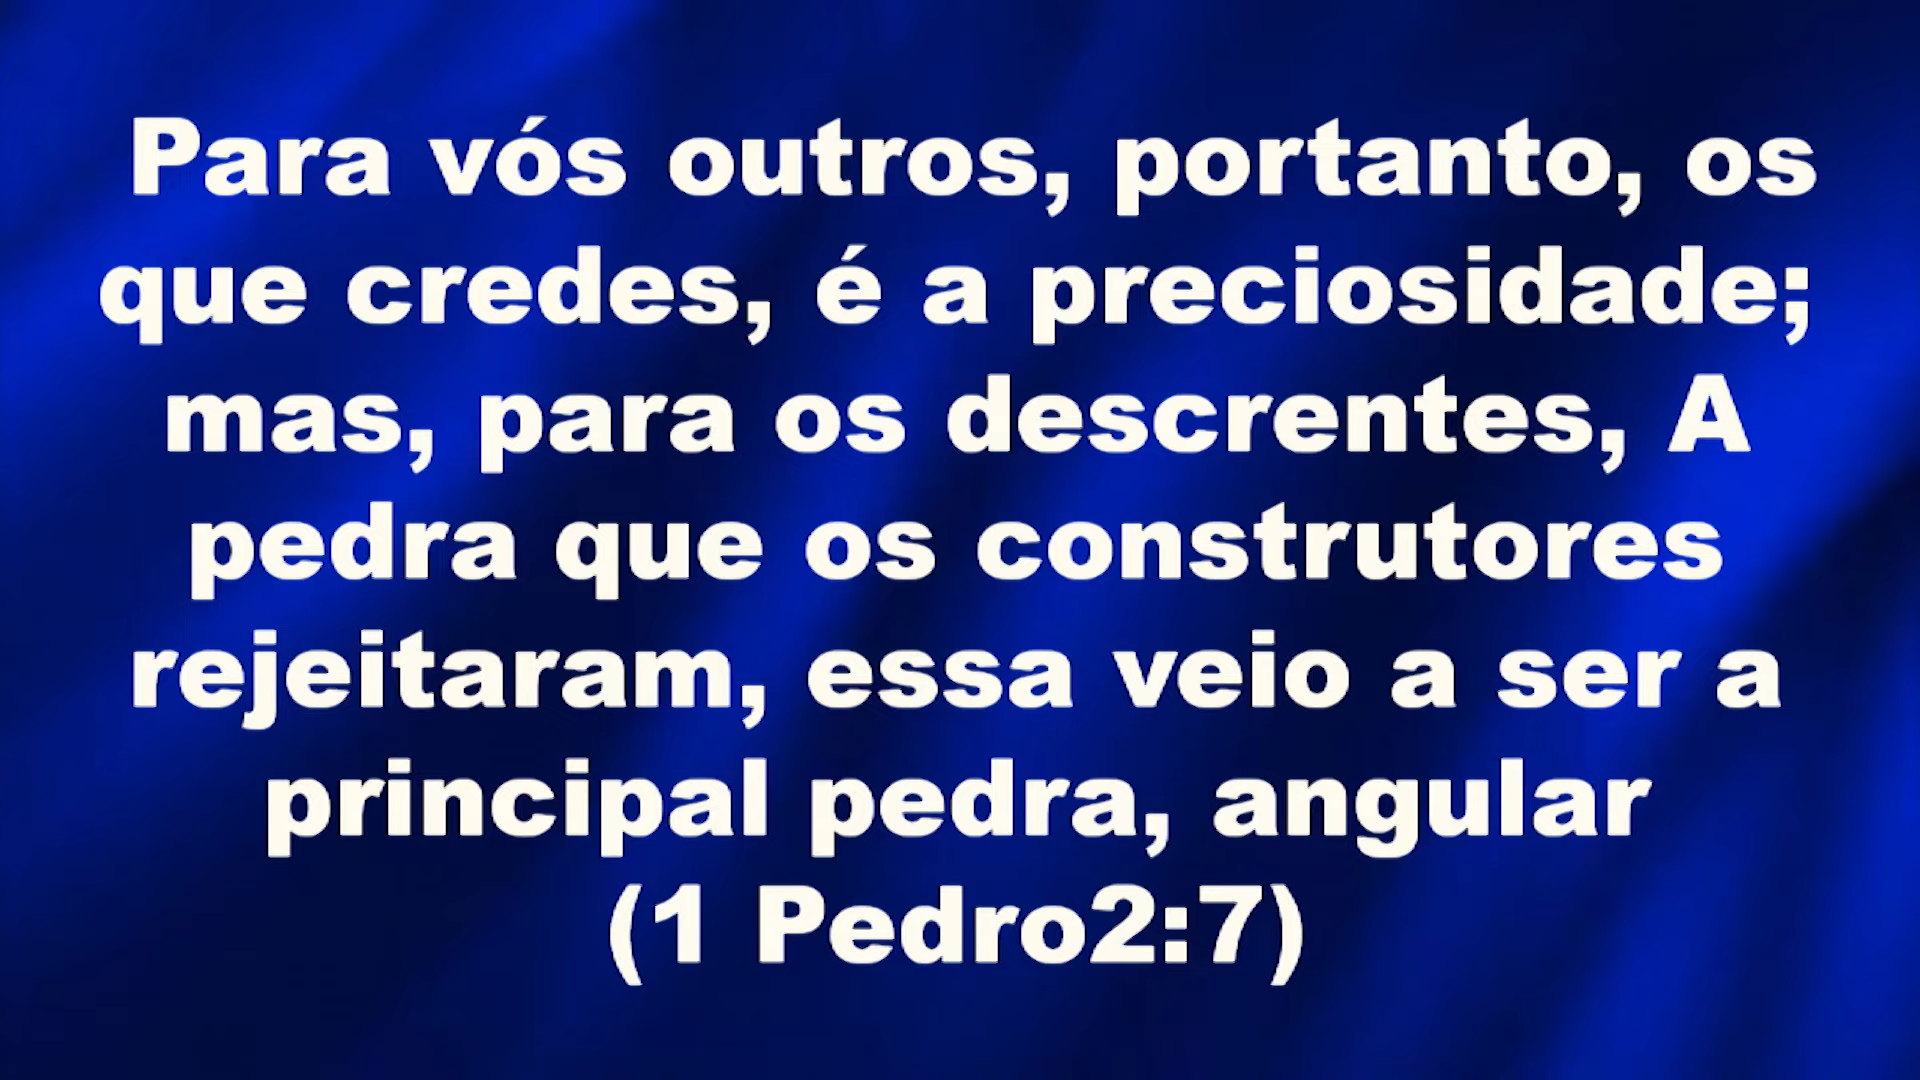 Para vós outros, portanto, os
que credes, é a preciosidade;
mas, para os descrentes, A
pedra que os construtores
rejeitaram, essa veio a ser a
principal pedra, angular
(1 Pedro2:7)